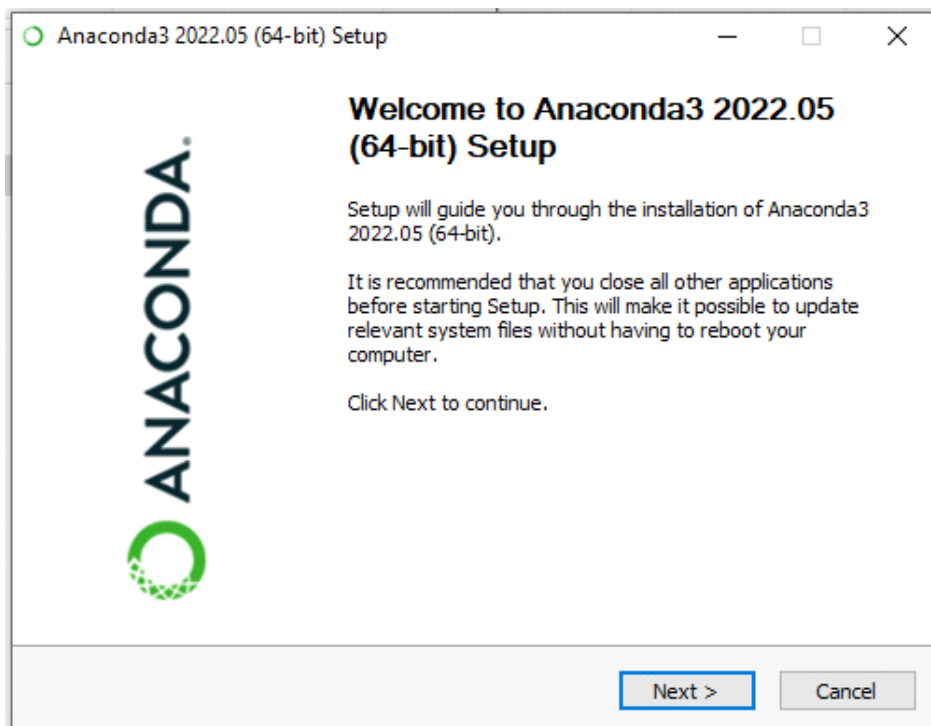 Anaconda3 2022.05 (64-bit) Setup
Welcome to Anaconda3 2022.05
(64-bit) Setup
Setup will guide you through the installation of Anaconda3
2022.05 (64-bit).
It is recommended that you close all other applications
before starting Setup. This will make it possible to update
relevant system files without having to reboot your
computer.
Click Next to continue.
ANACONDA.
Next >
Cancel